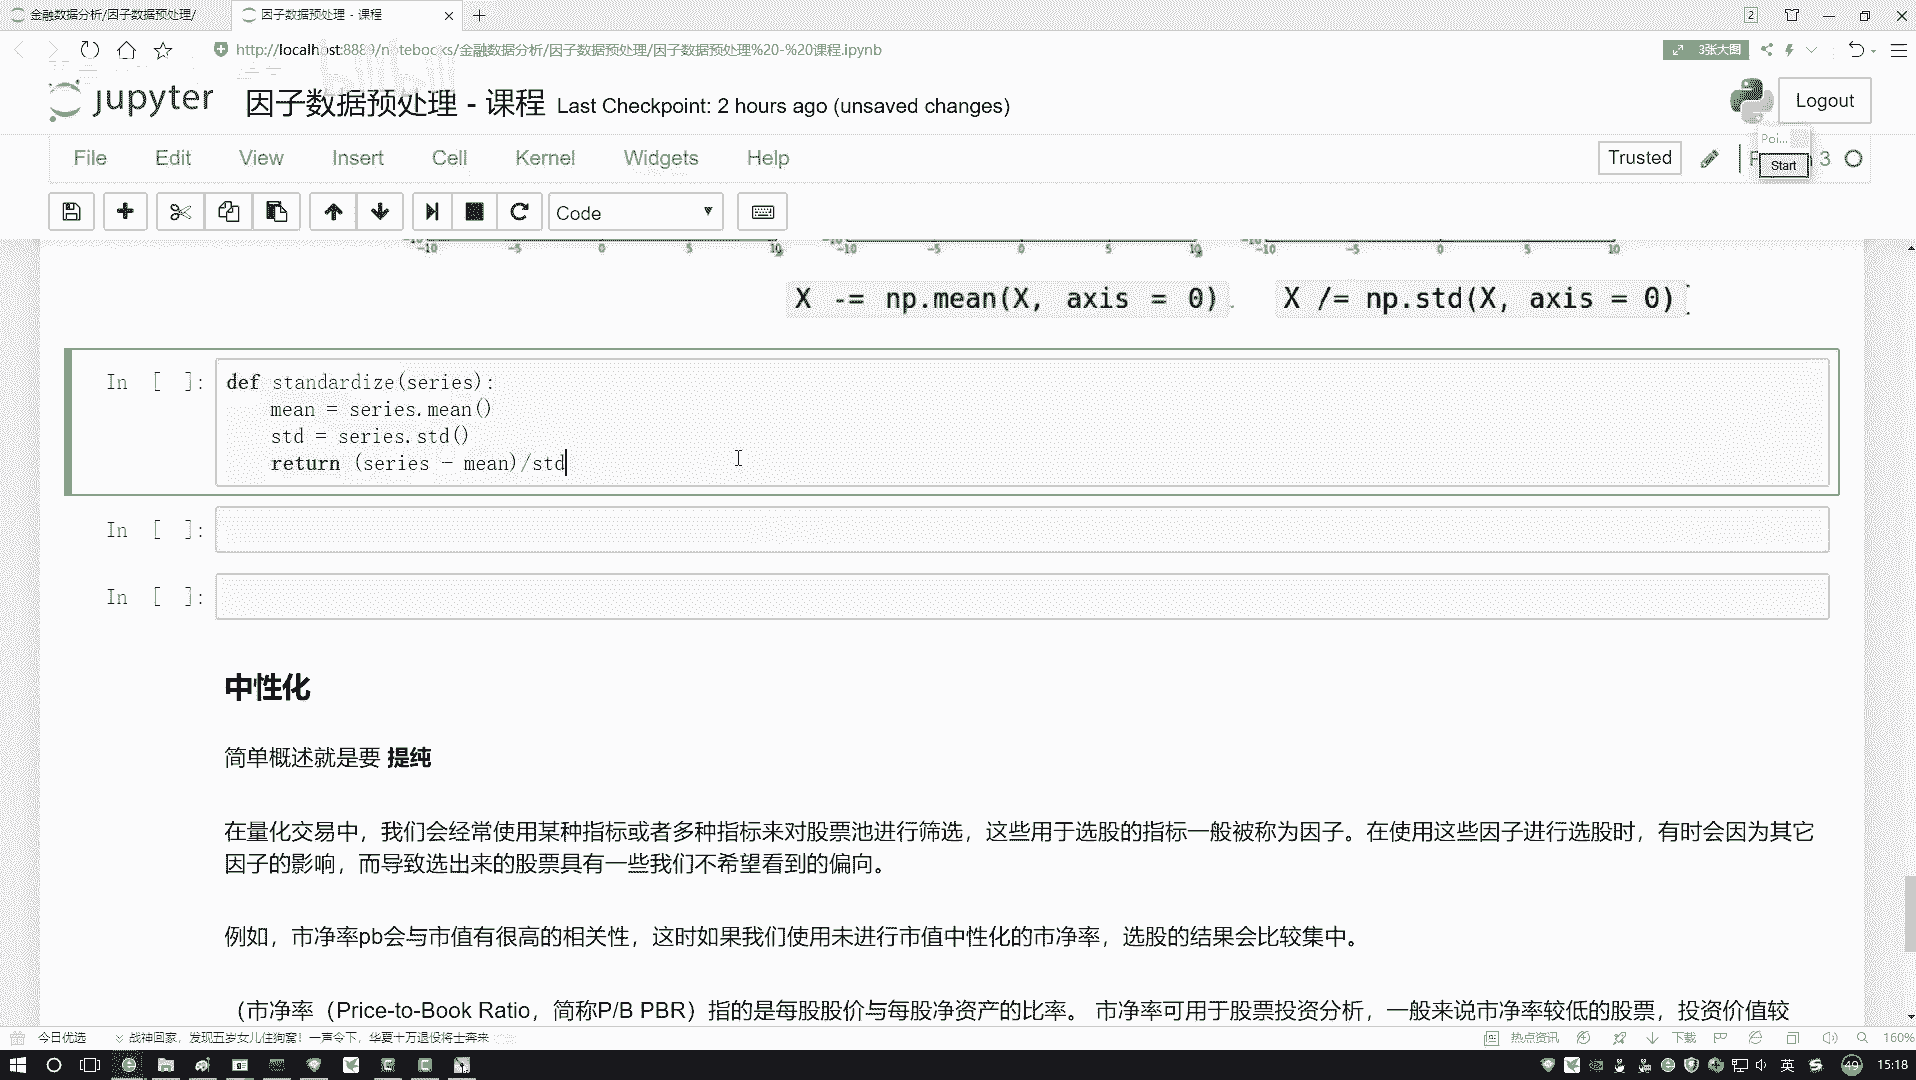 金融数据分析/因子数据预处理/
因子数据预处理 - 课程
2
http://localhost:8889/notebooks/金融数据分析/因子数据预处理/因子数据预处理%20-%20课程.ipynb
3张大图
jupyter
因子数据预处理 - 课程 Last Checkpoint: 2 hours ago (unsaved changes)
Logout
Poi...
File Edit View Insert Cell Kernel Widgets Help
Trusted
Start
3
Code
-10 -5 0 5 10 -10 -5 0 5 10 -10 -5 0 5 10
X -= np.mean(X, axis = 0) X /= np.std(X, axis = 0)
In [ ]:
def standardize(series):
mean = series.mean()
std = series.std()
return (series - mean)/std
In [ ]:
In [ ]:
中性化
简单概述就是要 提纯
在量化交易中，我们会经常使用某种指标或者多种指标来对股票池进行筛选，这些用于选股的指标一般被称为因子。在使用这些因子进行选股时，有时会因为其它
因子的影响，而导致选出来的股票具有一些我们不希望看到的偏向。
例如，市净率pb会与市值有很高的相关性，这时如果我们使用未进行市值中性化的市净率，选股的结果会比较集中。
（市净率（Price-to-Book Ratio，简称P/B PBR）指的是每股股价与每股净资产的比率。 市净率可用于股票投资分析，一般来说市净率较低的股票，投资价值较
今日优选
战神回家，发现五岁女儿住狗窝！一声令下，华夏十万退役将士奔来
热点资讯
下载
160%
英
49
15:18